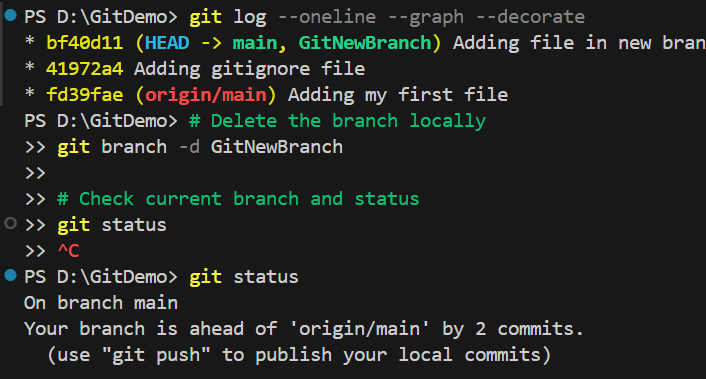 PS D:\GitDemo> git log --oneline --graph --decorate
* bf40d11 (HEAD -> main, GitNewBranch) Adding file in new bran
* 41972a4 Adding gitignore file
* fd39fae (origin/main) Adding my first file
PS D:\GitDemo> # Delete the branch locally
>> git branch -d GitNewBranch
>>
>> # Check current branch and status
>> git status
>> ^C
PS D:\GitDemo> git status
On branch main
Your branch is ahead of 'origin/main' by 2 commits.
  (use "git push" to publish your local commits)